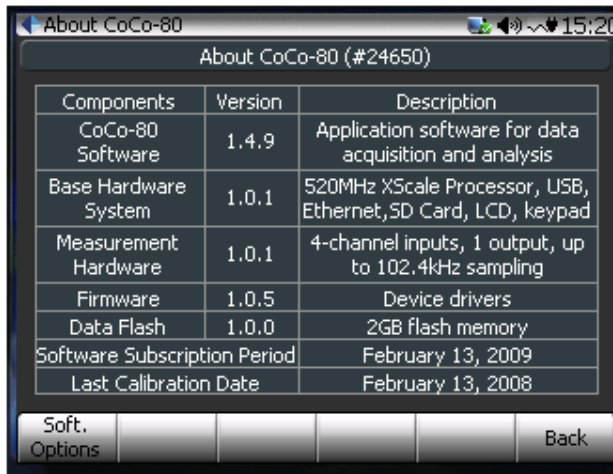 About CoCo-80
15:20
About CoCo-80 (#24650)
Components Version Description
CoCo-80 Software 1.4.9 Application software for data acquisition and analysis
Base Hardware System 1.0.1 520MHz XScale Processor, USB, Ethernet,SD Card, LCD, keypad
Measurement Hardware 1.0.1 4-channel inputs, 1 output, up to 102.4kHz sampling
Firmware 1.0.5 Device drivers
Data Flash 1.0.0 2GB flash memory
Software Subscription Period February 13, 2009
Last Calibration Date February 13, 2008
Soft. Options
Back